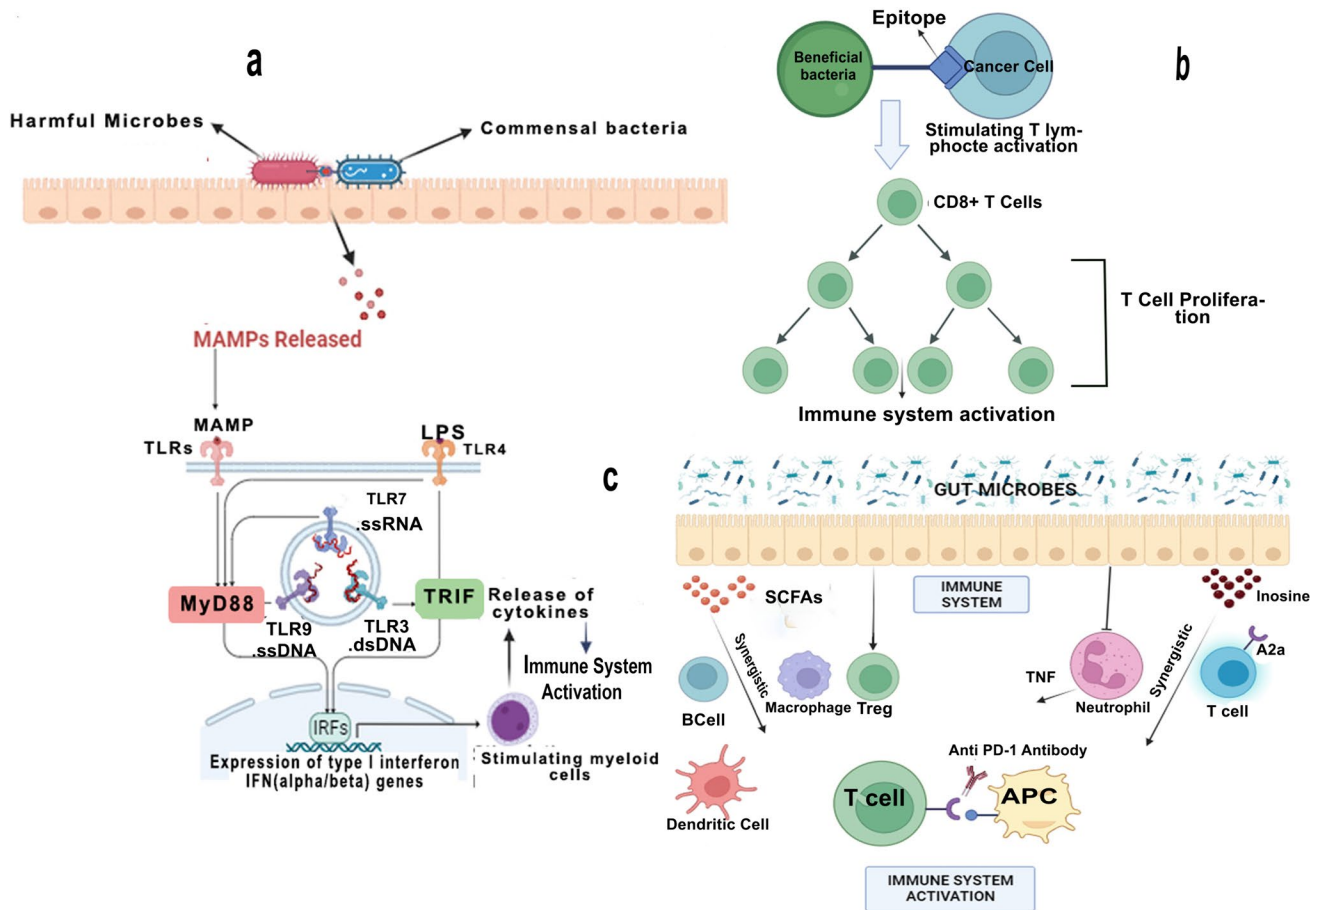 a
Harmful Microbes
Commensal bacteria
MAMPs Released
MAMP
TLRs
LPS
TLR4
TLR7
.ssRNA
MyD88
TRIF
TLR9
.ssDNA
TLR3
.dsDNA
Release of
cytokines
Immune System
Activation
IRFs
Expression of type I interferon
IFN(alpha/beta) genes
Stimulating myeloid
cells
b
Epitope
Beneficial
bacteria
Cancer Cell
Stimulating T lym-
phocte activation
CD8+ T Cells
T Cell Prolifera-
tion
Immune system activation
c
GUT MICROBES
SCFAs
IMMUNE
SYSTEM
Inosine
Synergistic
BCell
Macrophage
Treg
TNF
Neutrophil
Synergistic
A2a
T cell
Dendritic Cell
Anti PD-1 Antibody
T cell
APC
IMMUNE SYSTEM
ACTIVATION